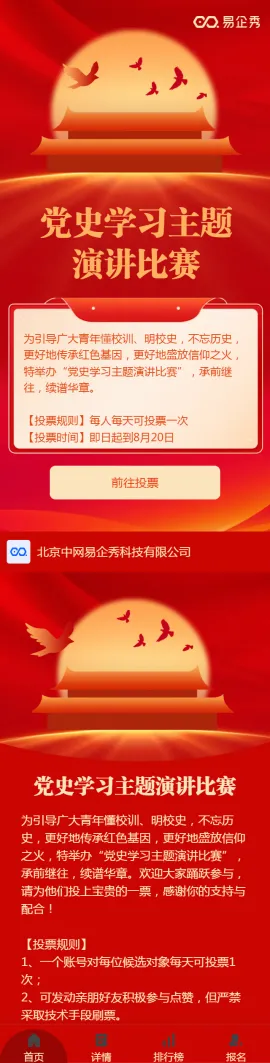 易企秀
党史学习主题
演讲比赛
为引导广大青年懂校训、明校史，不忘历史，
更好地传承红色基因，更好地盛放信仰之火，
特举办“党史学习主题演讲比赛”，承前继
往，续谱华章。
【投票规则】每人每天可投票一次
【投票时间】即日起到8月20日
前往投票
北京中网易企秀科技有限公司
党史学习主题演讲比赛
为引导广大青年懂校训、明校史，不忘历
史，更好地传承红色基因，更好地盛放信仰
之火，特举办“党史学习主题演讲比赛”，
承前继往，续谱华章。欢迎大家踊跃参与，
请为他们投上宝贵的一票，感谢你的支持与
配合！
【投票规则】
1、一个账号对每位候选对象每天可投票1
次；
2、可发动亲朋好友积极参与点赞，但严禁
采取技术手段刷票。
首页 详情 排行榜 报名